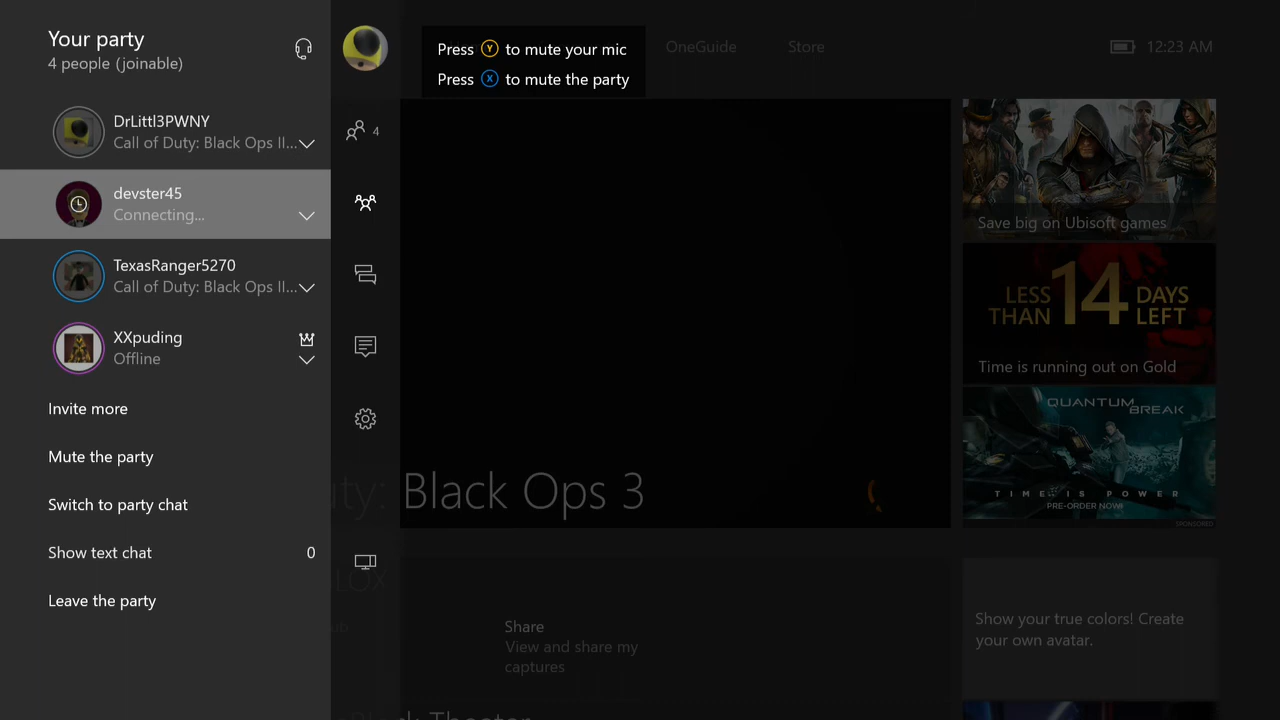 Your party
4 people (joinable)
DrLittl3PWNY
Call of Duty: Black Ops II...
devster45
Connecting...
TexasRanger5270
Call of Duty: Black Ops II...
XXpuding
Offline
Invite more
Mute the party
Switch to party chat
Show text chat 0
Leave the party
4
Press Y to mute your mic
Press X to mute the party
OneGuide
Store
12:23 AM
uty: Black Ops 3
LOX
ub
Share
View and share my
captures
Black Theater
Save big on Ubisoft games
LESS THAN 14 DAYS LEFT
Time is running out on Gold
QUANTUM BREAK
TIME IS POWER
PRE-ORDER NOW!
SPONSORED
Show your true colors! Create
your own avatar.